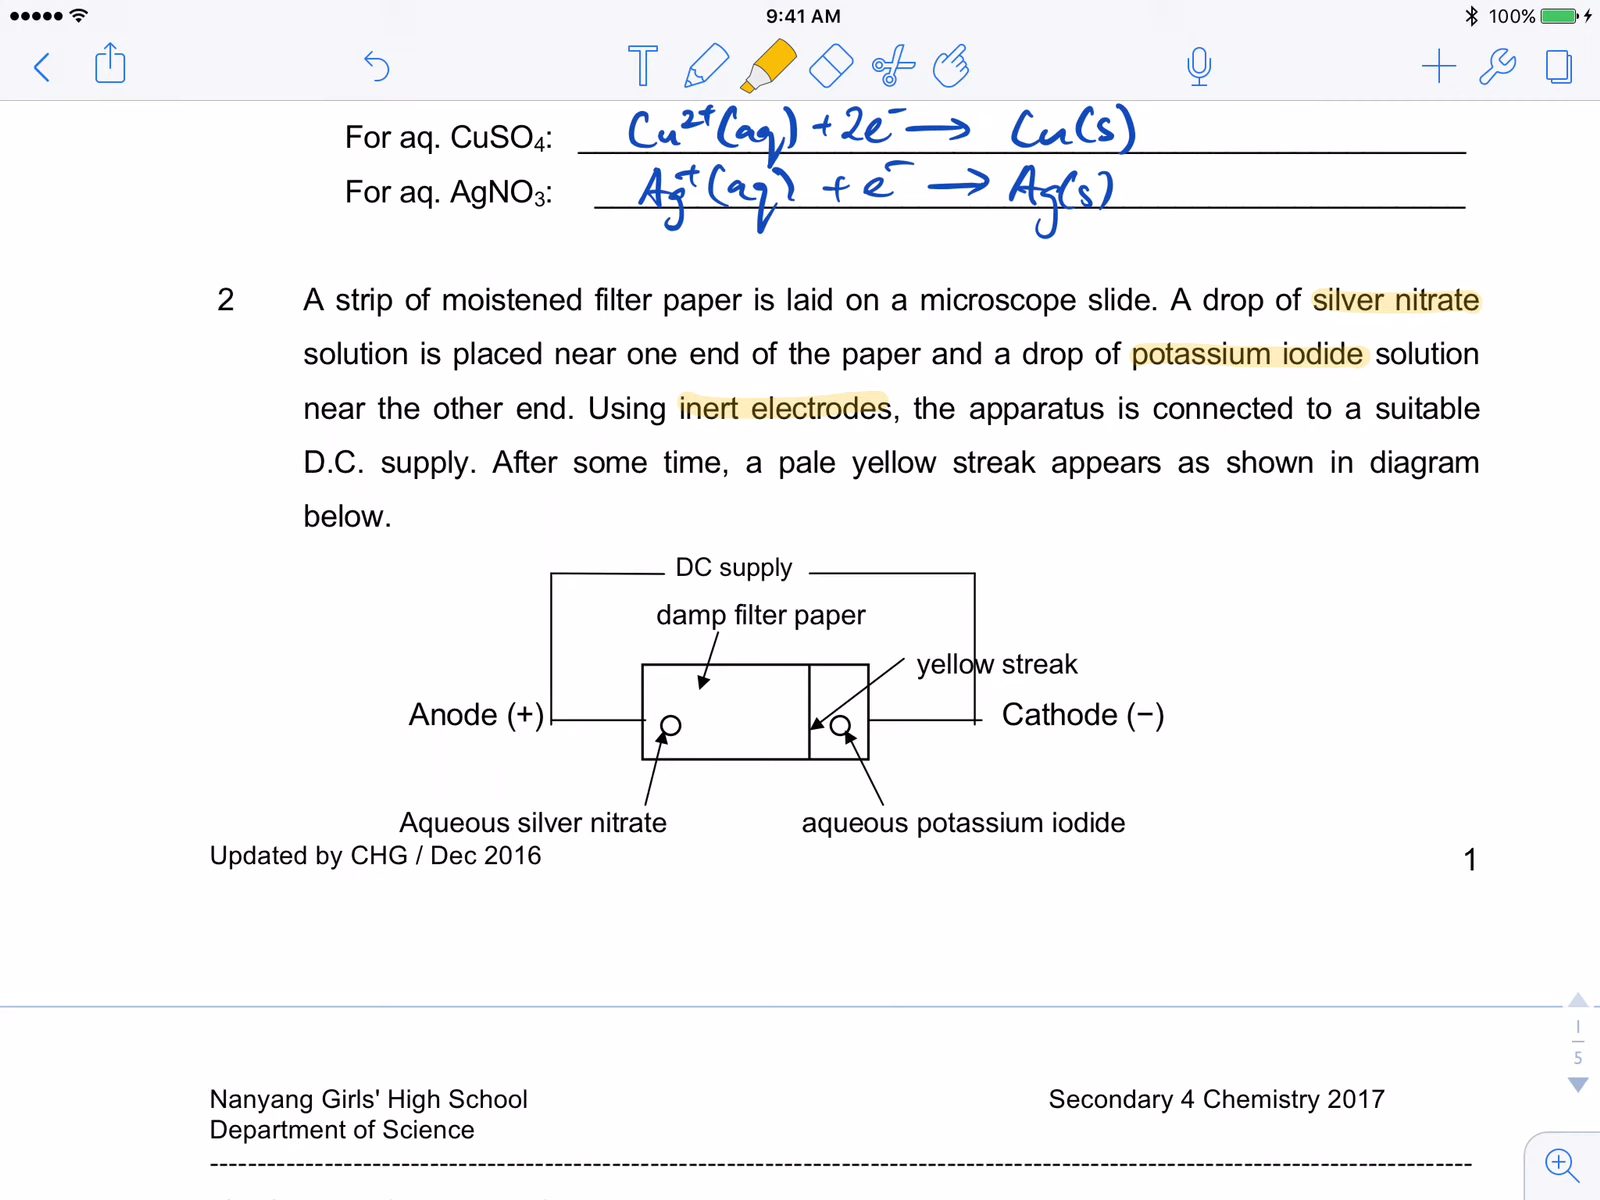 9:41 AM
100%
For aq. CuSO₄: Cu²⁺(aq) + 2e⁻ → Cu(s)
For aq. AgNO₃: Ag⁺(aq) + e⁻ → Ag(s)
2 A strip of moistened filter paper is laid on a microscope slide. A drop of silver nitrate
solution is placed near one end of the paper and a drop of potassium iodide solution
near the other end. Using inert electrodes, the apparatus is connected to a suitable
D.C. supply. After some time, a pale yellow streak appears as shown in diagram
below.
DC supply
damp filter paper
yellow streak
Anode (+)
Cathode (−)
Aqueous silver nitrate
aqueous potassium iodide
Updated by CHG / Dec 2016
1
1
5
Nanyang Girls' High School
Secondary 4 Chemistry 2017
Department of Science